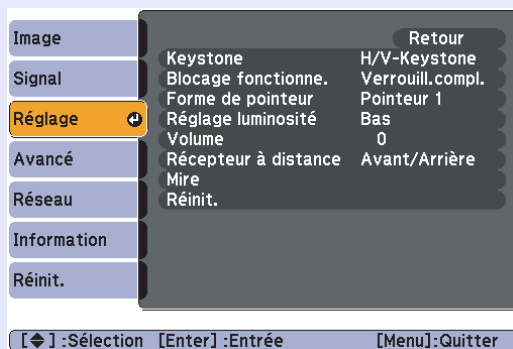 Image
Signal
Réglage
Avancé
Réseau
Information
Réinit.
Retour
Keystone H/V-Keystone
Blocage fonctionne. Verrouill.compl.
Forme de pointeur Pointeur 1
Réglage luminosité Bas
Volume 0
Récepteur à distance Avant/Arrière
Mire
Réinit.
[◆] :Sélection [Enter] :Entrée [Menu]:Quitter